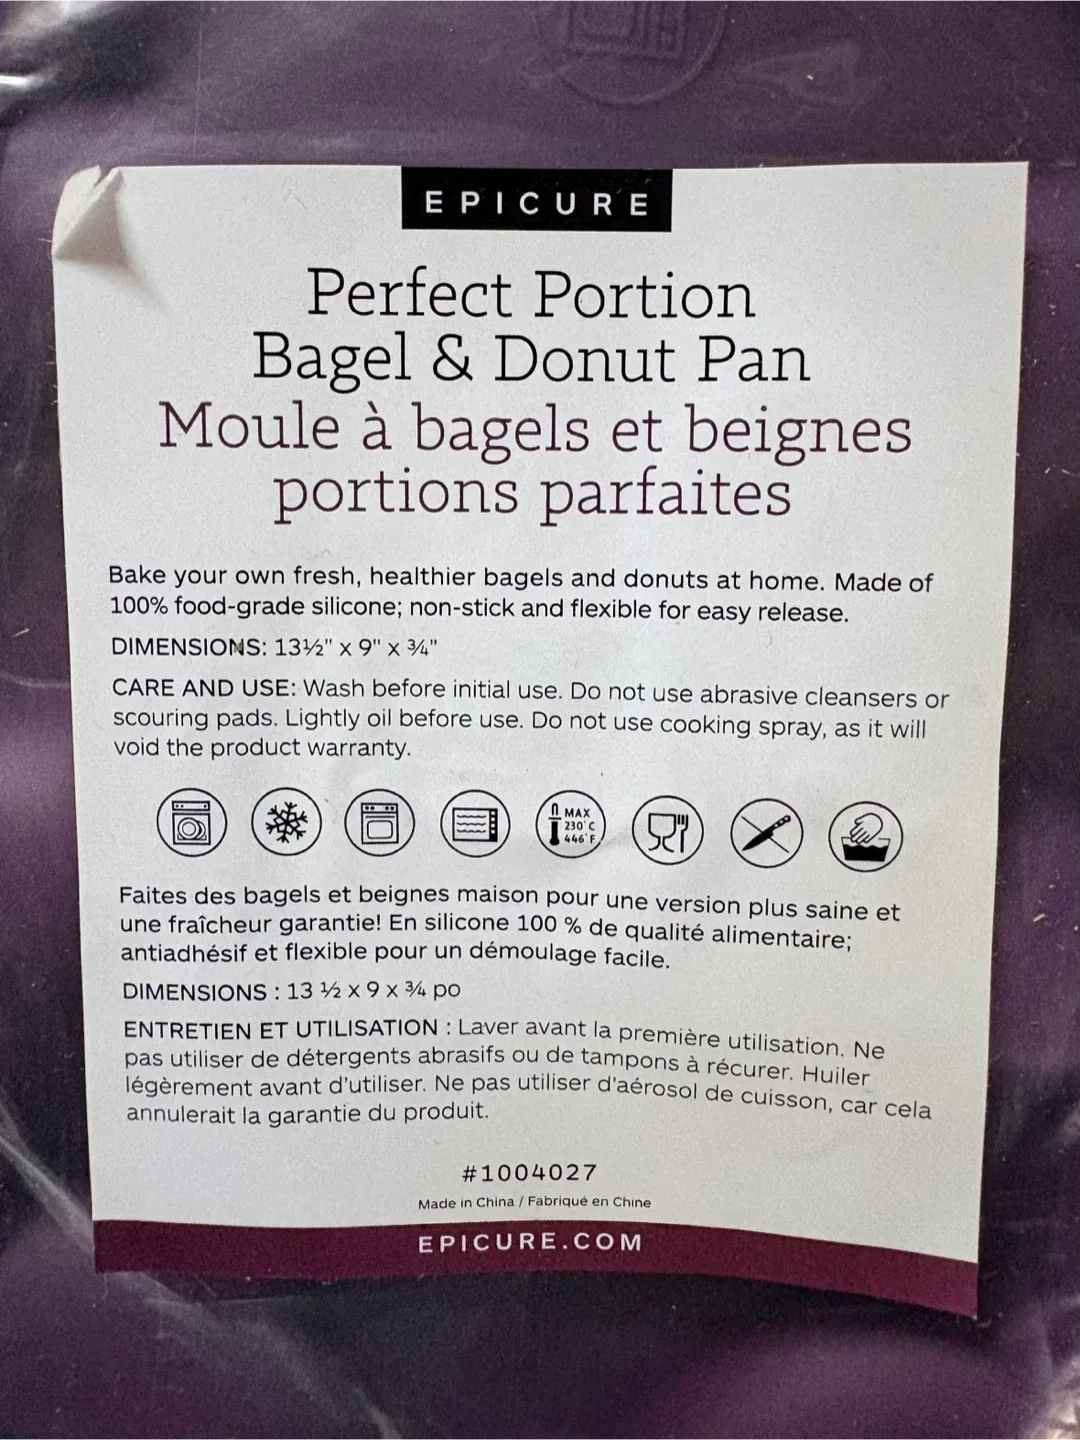 EPICURE
Perfect Portion
Bagel & Donut Pan
Moule à bagels et beignes
portions parfaites
Bake your own fresh, healthier bagels and donuts at home. Made of
100% food-grade silicone; non-stick and flexible for easy release.
DIMENSIONS: 13½" x 9" x ¾"
CARE AND USE: Wash before initial use. Do not use abrasive cleansers or
scouring pads. Lightly oil before use. Do not use cooking spray, as it will
void the product warranty.
MAX
230°C
446°F
Faites des bagels et beignes maison pour une version plus saine et
une fraîcheur garantie! En silicone 100 % de qualité alimentaire;
antiadhésif et flexible pour un démoulage facile.
DIMENSIONS : 13 ½ x 9 x ¾ po
ENTRETIEN ET UTILISATION : Laver avant la première utilisation. Ne
pas utiliser de détergents abrasifs ou de tampons à récurer. Huiler
légèrement avant d'utiliser. Ne pas utiliser d'aérosol de cuisson, car cela
annulerait la garantie du produit.
#1004027
Made in China / Fabriqué en Chine
EPICURE.COM